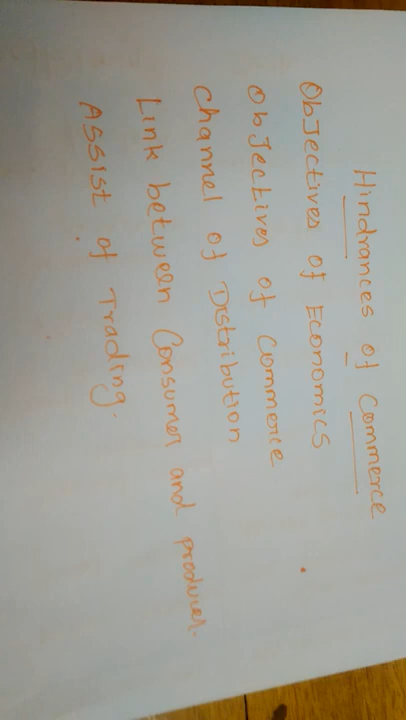 Hindrances of Commerce
Objectives of Economics
Objectives of Commerce
Channel of Distribution
Link between Consumer and producer.
Assist of Trading.